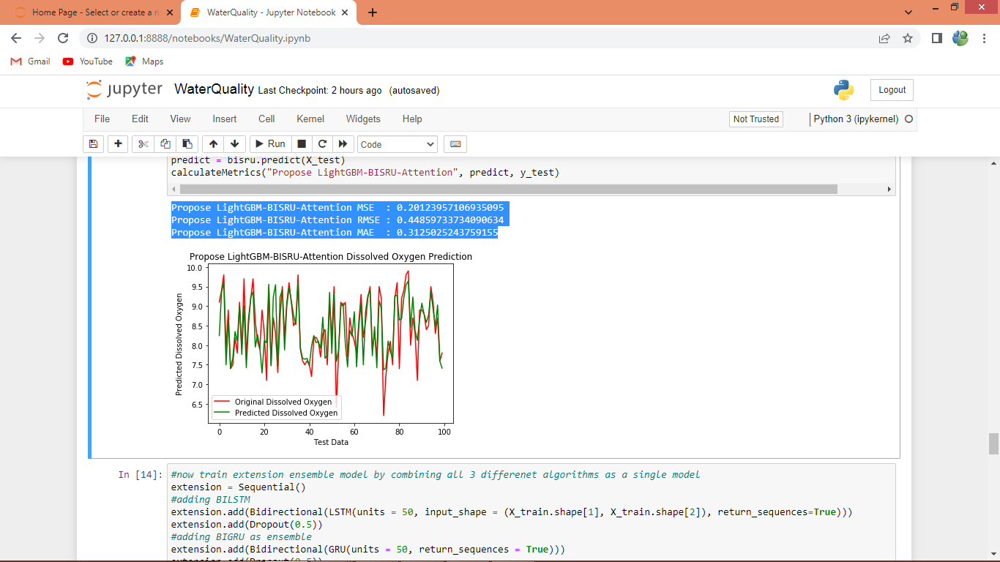 Home Page - Select or create a n
WaterQuality - Jupyter Notebook
127.0.0.1:8888/notebooks/WaterQuality.ipynb
Gmail
YouTube
Maps
jupyter
WaterQuality Last Checkpoint: 2 hours ago (autosaved)
Logout
File Edit View Insert Cell Kernel Widgets Help
Not Trusted
Python 3 (ipykernel)
Run
Code
predict = bisru.predict(X_test)
calculateMetrics("Propose LightGBM-BISRU-Attention", predict, y_test)
Propose LightGBM-BISRU-Attention MSE  : 0.20123957106935095
Propose LightGBM-BISRU-Attention RMSE : 0.44859733734090634
Propose LightGBM-BISRU-Attention MAE  : 0.3125025243759155
Propose LightGBM-BISRU-Attention Dissolved Oxygen Prediction
10.0
9.5
9.0
8.5
8.0
7.5
7.0
6.5
Predicted Dissolved Oxygen
Original Dissolved Oxygen
Predicted Dissolved Oxygen
0 20 40 60 80 100
Test Data
In [14]:
#now train extension ensemble model by combining all 3 differenet algorithms as a single model
extension = Sequential()
#adding BILSTM
extension.add(Bidirectional(LSTM(units = 50, input_shape = (X_train.shape[1], X_train.shape[2]), return_sequences=True)))
extension.add(Dropout(0.5))
#adding BIGRU as ensemble
extension.add(Bidirectional(GRU(units = 50, return_sequences = True)))